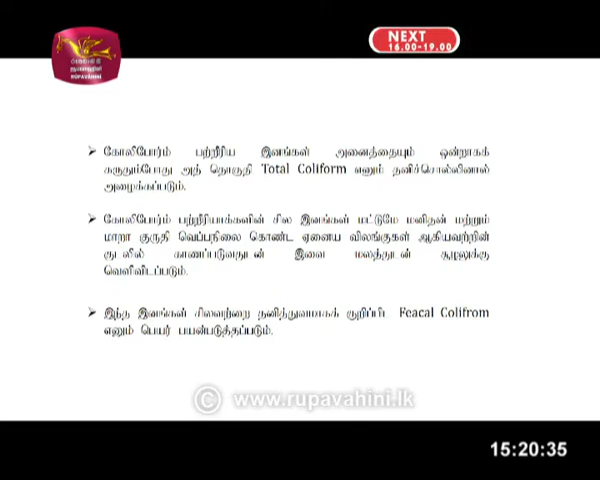 NEXT
16.00-19.00
RUPAVAHINI
➤ கோலிபோர்ம் பற்றீரிய இனங்கள் அனைத்தையும் ஒன்றாகக்
கருதும்போது அத் தொகுதி Total Coliform எனும் தனிச்சொல்லினால்
அழைக்கப்படும்.
➤ கோலிபோர்ம் பற்றீரியாக்களின் சில இனங்கள் மட்டுமே மனிதன் மற்றும்
மாறா குருதி வெப்பநிலை கொண்ட ஏனைய விலங்குகள் ஆகியவற்றின்
குடலில் காணப்படுவதுடன் இவை மலத்துடன் சூழலுக்கு
வெளிவிடப்படும்.
➤ இந்த இனங்கள் சிலவற்றை தனித்துவமாகக் குறிப்பிட Feacal Colifrom
எனும் பெயர் பயன்படுத்தப்படும்.
© www.rupavahini.lk
15:20:35